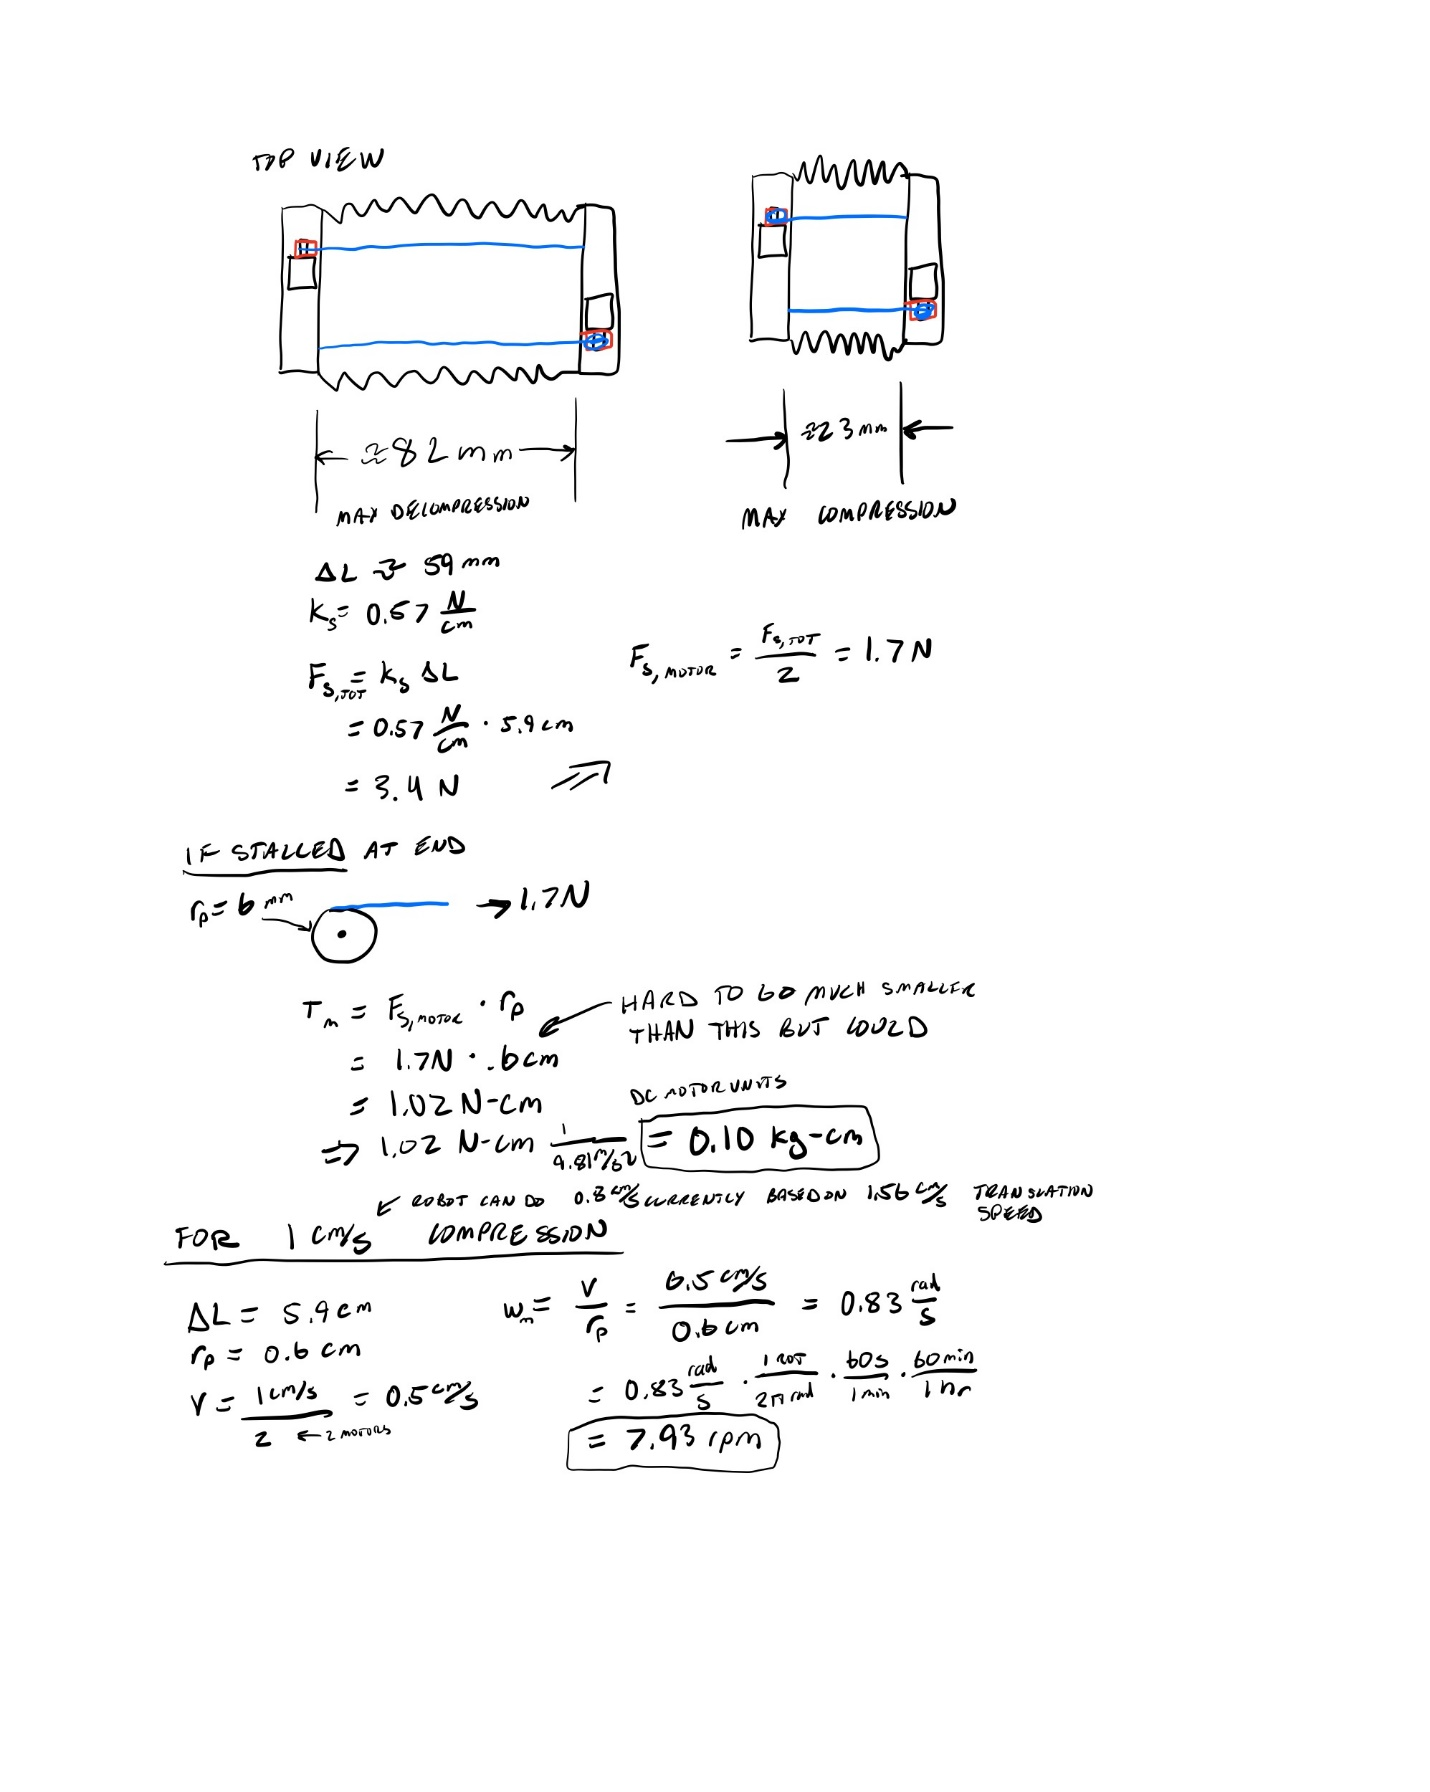 TOP VIEW
≈82mm
≈23mm
MAX DECOMPRESSION
MAX COMPRESSION
ΔL ≈ 59mm
Ks= 0.57 N/cm
Fs,TOT = Ks ΔL
Fs,MOTOR = Fs,TOT/2 = 1.7N
= 0.57 N/cm · 5.9cm
= 3.4 N
IF STALLED AT END
rp= 6mm
→1.7N
Tm = Fs,MOTOR · rp
HARD TO GO MUCH SMALLER
THAN THIS BUT COULD
= 1.7N · .6cm
= 1.02 N-cm
DC MOTOR UNITS
⇒ 1.02 N-cm 1/9.81m/s2 = 0.10 kg-cm
← ROBOT CAN DO 0.8 cm/s CURRENTLY BASED ON 1.56 cm/s TRANSLATION SPEED
FOR 1 cm/s COMPRESSION
ΔL = 5.9cm
rp = 0.6 cm
V = 1cm/s / 2 = 0.5 cm/s
← 2 MOTORS
wm= V/rp = 0.5 cm/s / 0.6cm = 0.83 rad/s
= 0.83 rad/s · 1 ROT/2π rad · 60s/1min · 60min/1hr
= 7.93 rpm